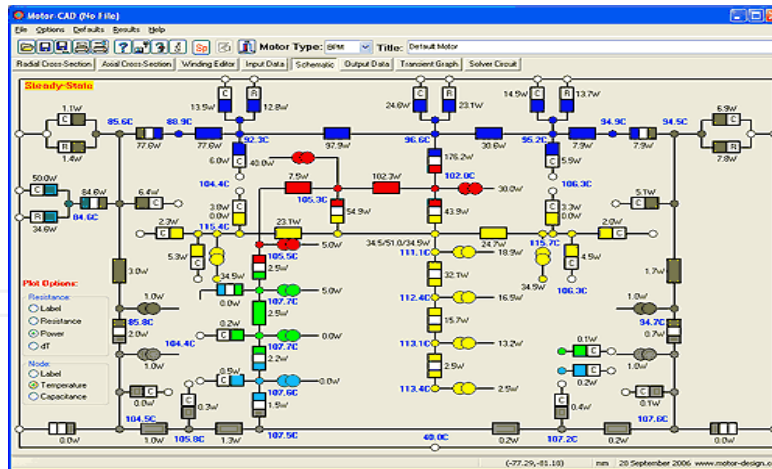 Motor-CAD (No File)
File Options Defaults Results Help
Motor Type: BPM Title: Default Motor
Radial Cross-Section Axial Cross-Section Winding Editor Input Data Schematic Output Data Transient Graph Solver Circuit
Steady-State
13.5W C R 12.8W 24.6W C R 23.1W 14.5W C R 13.7W
1.1W C 6.9W
85.6C 88.9C 94.9C 94.5C
77.6W 77.6W 92.3C 97.9W 96.6C 30.6W 95.2C 7.9W 7.9W
R 1.4W R 7.8W
6.0W C 40.0W 176.2W C 5.9W
50.0W 7.5W 102.3W 102.0C
104.4C 30.0W 106.3C
C 84.6W 6.4W C 105.3C C 5.1W
R 84.6C 3.8W C 54.9W 43.9W C 3.3W
34.6W 0.0W 0.0W
2.3W C 115.4C 23.1W 34.5/51.0/34.9W 24.7W 115.7C C 2.0W
5.3W C 5.0W 111.1C 18.9W C 4.5W
105.5C
3.0W 34.5W 2.5W 32.1W 34.5W 106.3C 1.7W
Plot Options:
Resistance:
Label
Resistance
Power
dT
Node:
Label
Temperature
Capacitance
0.0W C 107.7C 5.0W 112.4C 16.5W
1.0W 2.5W 1.0W
85.8C 0.2W 15.7W 94.7C
2.0W 104.4C C 107.7C 0.0W 113.1C 13.2W 0.1W C 0.7W
1.0W 2.2W 2.5W C 0.2W 1.0W
0.5W C 107.6C 0.0W 113.4C 2.5W
C 0.0W C 0.3W 1.5W C 0.4W C 0.1W
104.5C 107.6C
0.0W 1.0W 105.8C 1.3W 107.5C 40.0C 0.2W 107.2C 0.2W 0.0W
(-77.29,-81.18) mm 28 September 2006 www.motor-design.co